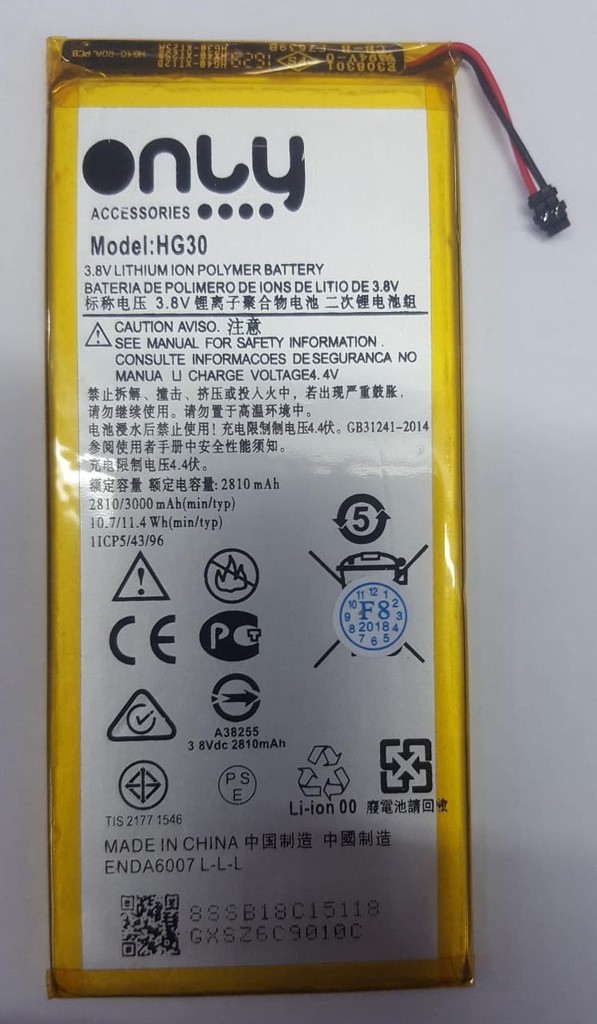 only
ACCESSORIES
Model:HG30
3.8V LITHIUM ION POLYMER BATTERY
BATERIA DE POLIMERO DE IONS DE LITIO DE 3.8V
标称电压 3.8V 锂离子聚合物电池 二次锂电池组
CAUTION AVISO. 注意
SEE MANUAL FOR SAFETY INFORMATION.
CONSULTE INFORMACOES DE SEGURANCA NO
MANUA LI CHARGE VOLTAGE4.4V
禁止拆解、撞击、挤压或投入火中，若出现严重鼓胀，
请勿继续使用。请勿置于高温环境中。
电池浸水后禁止使用！充电限制制电压4.4伏。GB31241-2014
参阅使用者手册中安全性能须知。
充电限制电压4.4伏。
额定容量 额定电容量: 2810 mAh
2810/3000 mAh(min/typ)
10.7/11.4 Wh(min/typ)
1ICP5/43/96
5
F8
2018
CE
A38255
3 8Vdc 2810mAh
PS
E
TIS 2177 1546
Li-ion 00
廢電池請回收
MADE IN CHINA 中国制造 中國製造
ENDA6007 L-L-L
8SSB18C15118
GXSZ6C9010C